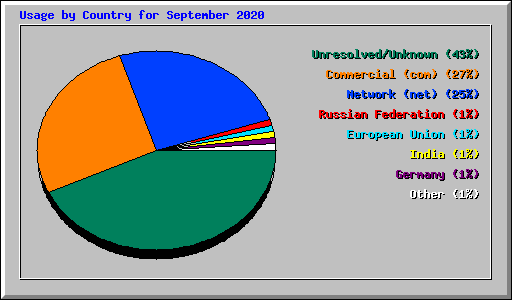 Usage by Country for September 2020
Unresolved/Unknown (43%)
Commercial (com) (27%)
Network (net) (25%)
Russian Federation (1%)
European Union (1%)
India (1%)
Germany (1%)
Other (1%)